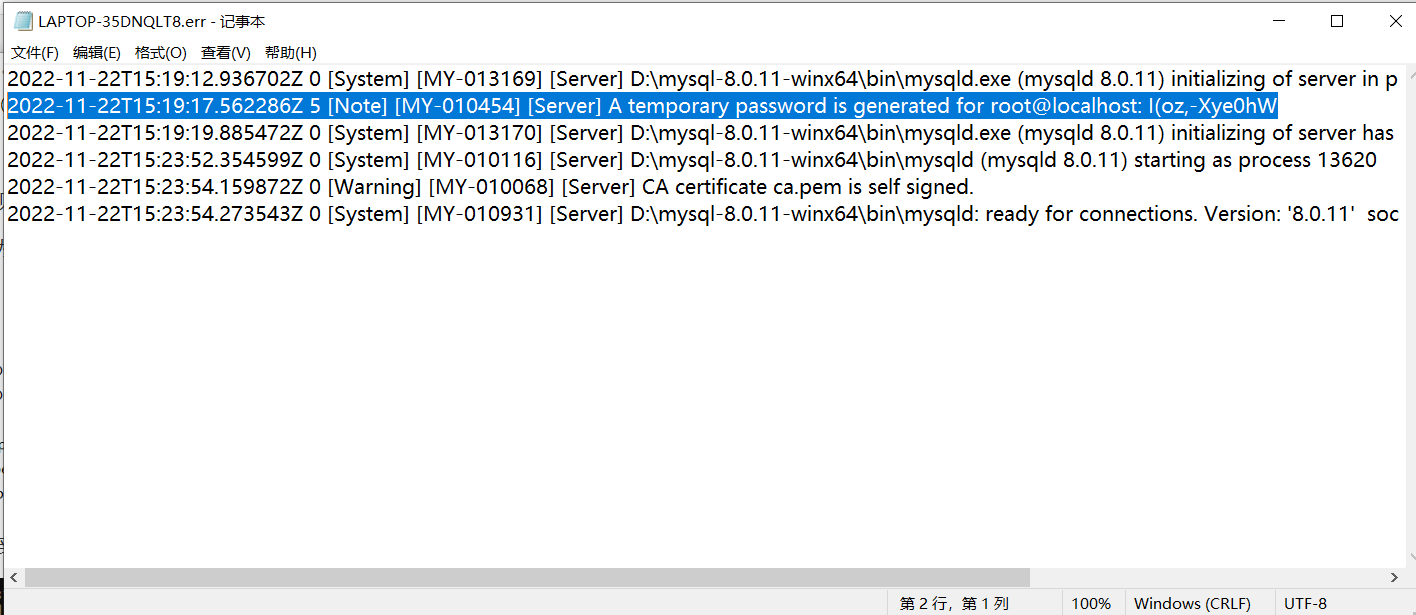 LAPTOP-35DNQLT8.err - 记事本
文件(F) 编辑(E) 格式(O) 查看(V) 帮助(H)
2022-11-22T15:19:12.936702Z 0 [System] [MY-013169] [Server] D:\mysql-8.0.11-winx64\bin\mysqld.exe (mysqld 8.0.11) initializing of server in p
2022-11-22T15:19:17.562286Z 5 [Note] [MY-010454] [Server] A temporary password is generated for root@localhost: I(oz,-Xye0hW
2022-11-22T15:19:19.885472Z 0 [System] [MY-013170] [Server] D:\mysql-8.0.11-winx64\bin\mysqld.exe (mysqld 8.0.11) initializing of server has
2022-11-22T15:23:52.354599Z 0 [System] [MY-010116] [Server] D:\mysql-8.0.11-winx64\bin\mysqld (mysqld 8.0.11) starting as process 13620
2022-11-22T15:23:54.159872Z 0 [Warning] [MY-010068] [Server] CA certificate ca.pem is self signed.
2022-11-22T15:23:54.273543Z 0 [System] [MY-010931] [Server] D:\mysql-8.0.11-winx64\bin\mysqld: ready for connections. Version: '8.0.11'  soc
第 2 行，第 1 列 100% Windows (CRLF) UTF-8